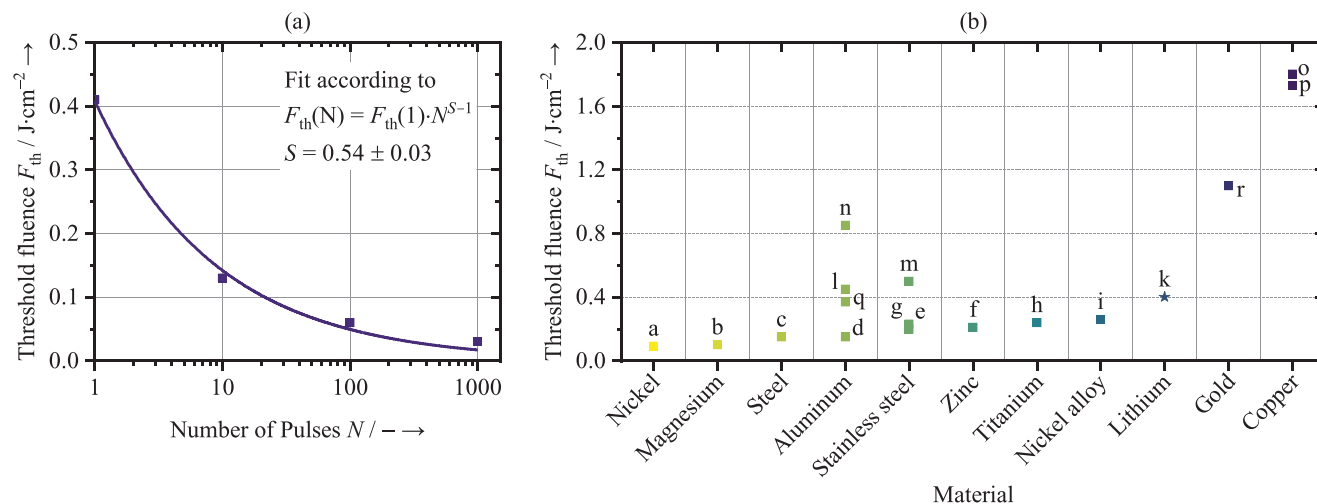 (a)
0.5
0.4
0.3
0.2
0.1
0.0
Threshold fluence F_th / J·cm⁻² →
Fit according to
F_th(N) = F_th(1)·N^{S−1}
S = 0.54 ± 0.03
1 10 100 1000
Number of Pulses N / − →
(b)
2.0
1.6
1.2
0.8
0.4
0.0
Threshold fluence F_th / J·cm⁻² →
a
b
c
n
l
q
d
m
g e
f
h
i
k
r
o
p
Nickel
Magnesium
Steel
Aluminum
Stainless steel
Zinc
Titanium
Nickel alloy
Lithium
Gold
Copper
Material